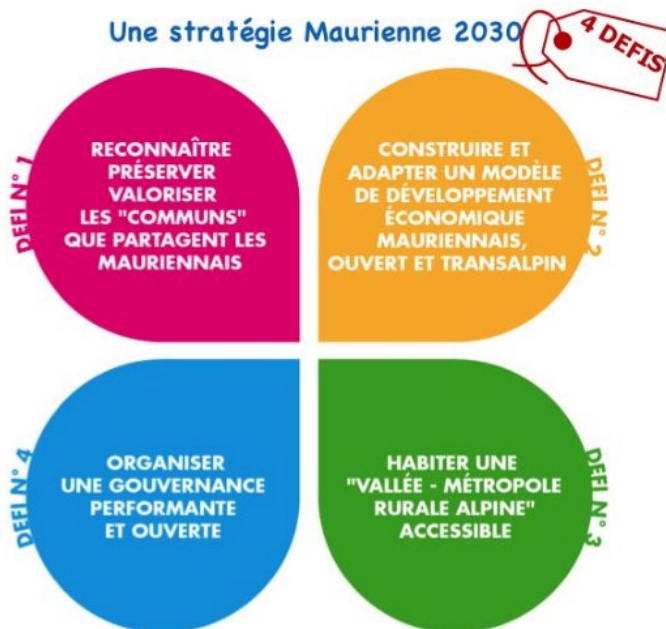 Une stratégie Maurienne 2030
4 DEFIS
DEFI N° 1
RECONNAÎTRE
PRÉSERVER
VALORISER
LES "COMMUNS"
QUE PARTAGENT LES
MAURIENNAIS
CONSTRUIRE ET
ADAPTER UN MODÈLE
DE DÉVELOPPEMENT
ÉCONOMIQUE
MAURIENNAIS,
OUVERT ET TRANSALPIN
DEFI N° 2
DEFI N° 4
ORGANISER
UNE GOUVERNANCE
PERFORMANTE
ET OUVERTE
HABITER UNE
"VALLÉE - MÉTROPOLE
RURALE ALPINE"
ACCESSIBLE
DEFI N° 3